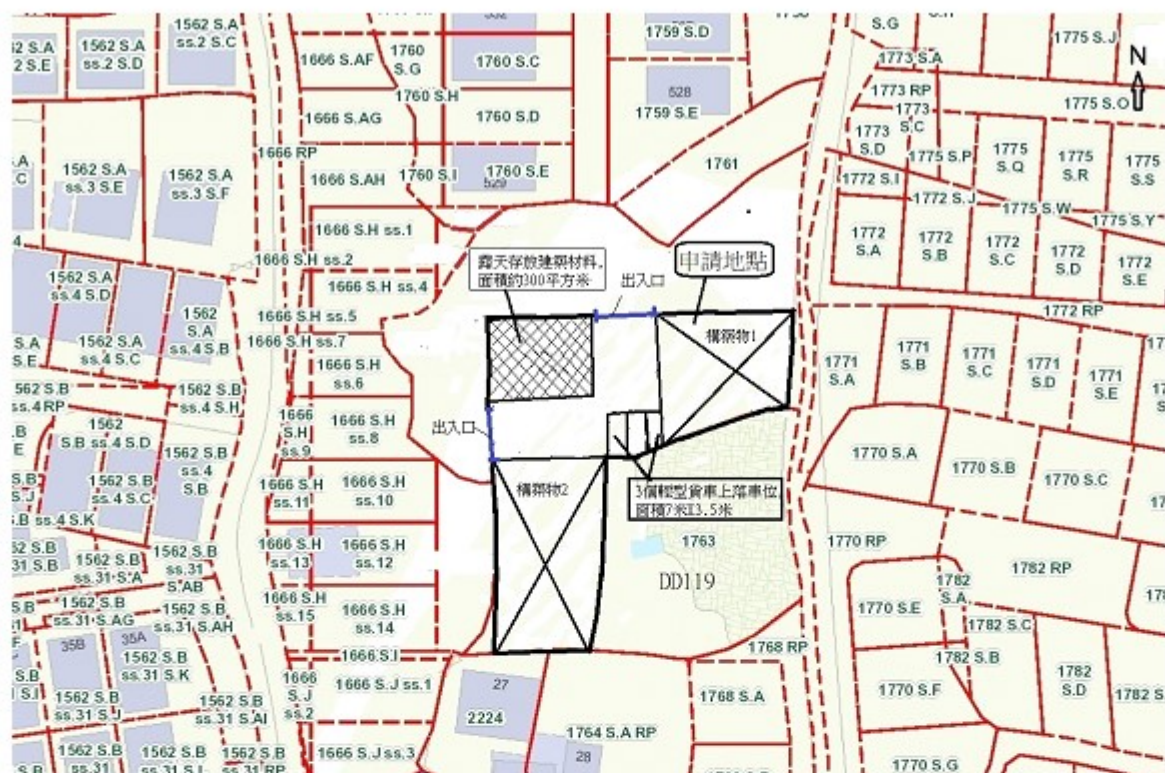 1562 S.A
ss.2 S.D
1562 S.A
ss.2 S.C
1666 S.AF
1760
S.G
1760 S.C
1759 S.D
S.G
1775 S.J
N
1773 S.A
1773 RP
1775 S.O
1760 S.H
1666 S.AG
1760 S.D
528
1759 S.E
1773
S.C
1773
S.D
1775 S.P
1775
S.Q
1775
S.R
1775
S.S
1666 RP
1562 S.A
ss.3 S.E
1562 S.A
ss.3 S.F
1666 S.AH
1760 S.I
1760 S.E
529
1761
1772 S.I
1772 S.J
1775 S.W
1775 S.Y
1666 S.H ss.1
1666 S.H
ss.2
1772
S.A
1772
S.B
1772
S.C
1772
S.D
1772
S.E
露天存放建築材料,
面積約300平方米
出入口
申請地點
1562 S.A
ss.4 S.D
1666 S.H ss.4
1666 S.H
ss.5
1562
S.A
ss.4 S.B
1562 S.A
ss.4 S.C
1772 RP
1666 S.H
ss.7
1666 S.H
ss.6
構築物1
1771
S.A
1771
S.B
1771
S.C
1771
S.D
1771
S.E
1562 S.B
ss.4 RP
1562 S.B
ss.4 S.H
1562
S.B ss.4 S.D
1666
S.H
ss.9
1666 S.H
ss.8
出入口
1562 S.B
ss.4
S.B
1562 S.B
ss.4 S.C
1770 S.A
1770 S.B
1770 S.C
1666 S.H
ss.11
1666 S.H
ss.10
構築物2
3個輕型貨車上落車位,
面積7米X3.5米
S.B ss.4 S.K
1666 S.H
ss.13
1666 S.H
ss.12
1763
DD119
1770 RP
1782 RP
1562 S.B
ss.31 S.A
1562 S.B
ss.31
S.AB
1562 S.B
ss.31 S.AG
1562 S.B
ss.31 S.AH
1666 S.H
ss.15
1666 S.H
ss.14
1770 S.E
1782
S.A
1782 S.C
35B
35A
1562 S.B
ss.31 S.K
1666 S.I
1768 RP
1782 S.B
1666
S.J
ss.2
1666 S.J ss.1
27
2224
1768 S.A
1770 S.F
1782
S.D
1562 S.B
ss.31 S.J
1562 S.B
ss.31 S.AI
1764 S.A RP
28
1666 S.J ss.3
1562 S.B
ss.31
1562 S.B
ss.31 S.L
1562 S.B
ss.31 RP
1770 S.G